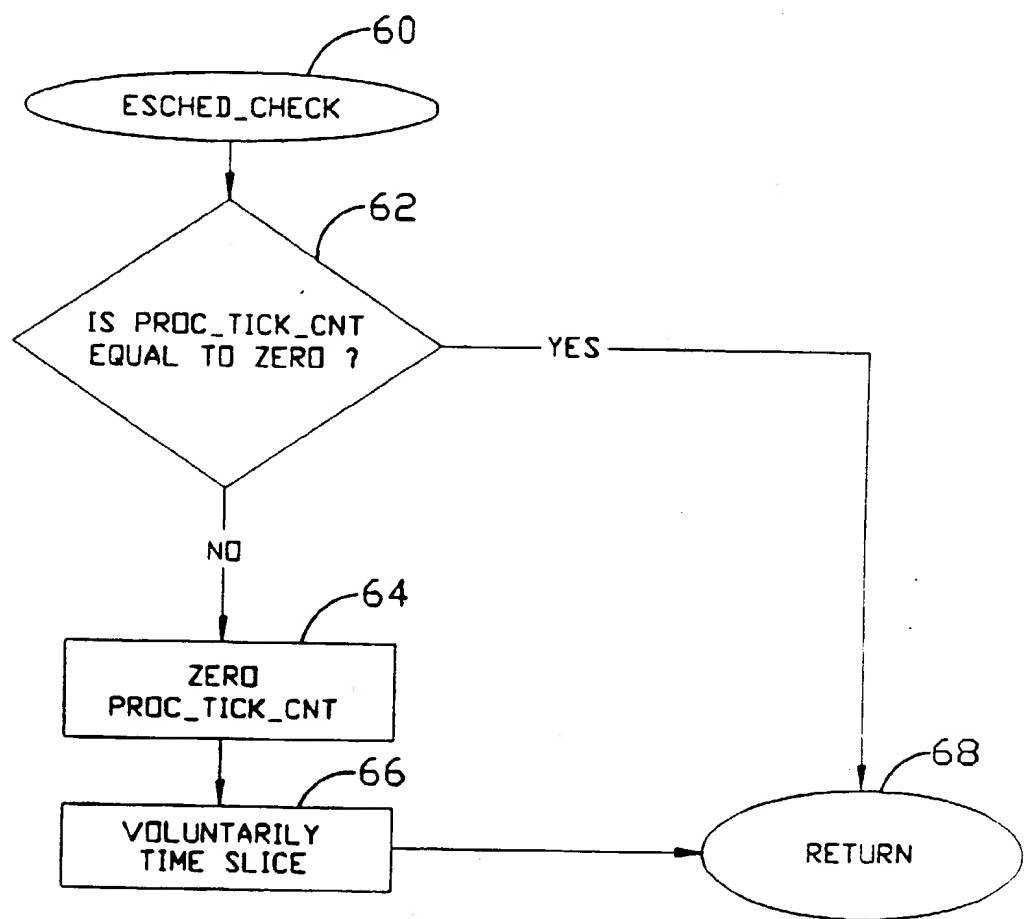 60
ESCHED_CHECK
62
IS PROC_TICK_CNT
EQUAL TO ZERO ?
YES
NO
64
ZERO
PROC_TICK_CNT
66
VOLUNTARILY
TIME SLICE
68
RETURN